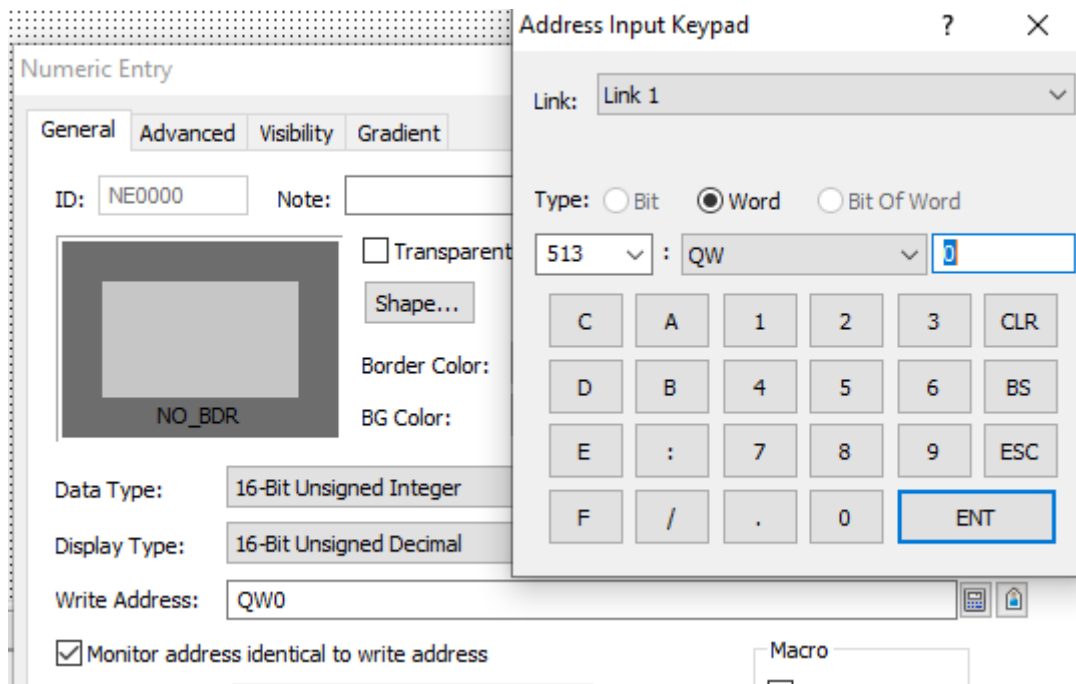 Address Input Keypad ? X
Numeric Entry
Link: Link 1
General Advanced Visibility Gradient
ID: NE0000 Note:
Type: Bit Word Bit Of Word
Transparent
513 : QW 0
Shape...
C A 1 2 3 CLR
Border Color:
D B 4 5 6 BS
NO_BDR
BG Color:
E : 7 8 9 ESC
Data Type: 16-Bit Unsigned Integer
F / . 0 ENT
Display Type: 16-Bit Unsigned Decimal
Write Address: QW0
Monitor address identical to write address
Macro